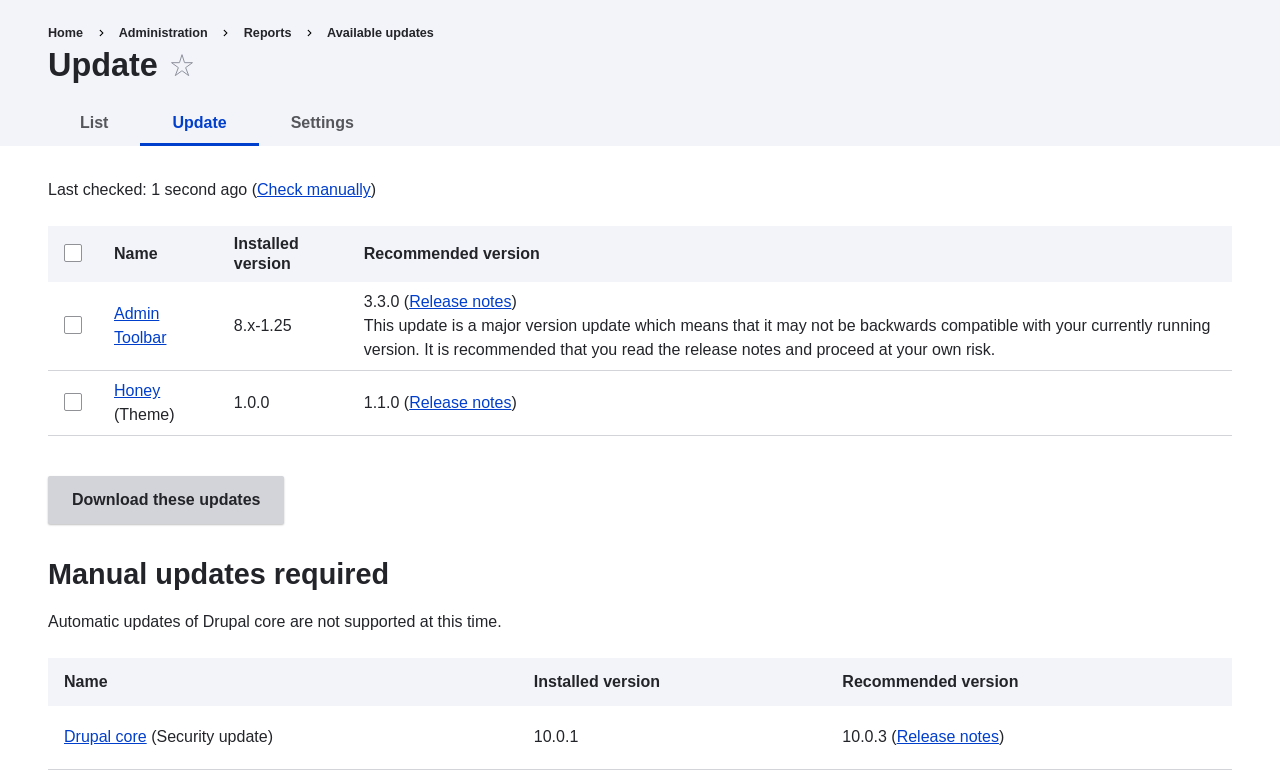 Home > Administration > Reports > Available updates
Update ☆
List Update Settings
Last checked: 1 second ago (Check manually)
Name Installed version Recommended version
Admin Toolbar 8.x-1.25 3.3.0 (Release notes)
This update is a major version update which means that it may not be backwards compatible with your currently running
version. It is recommended that you read the release notes and proceed at your own risk.
Honey (Theme) 1.0.0 1.1.0 (Release notes)
Download these updates
Manual updates required
Automatic updates of Drupal core are not supported at this time.
Name Installed version Recommended version
Drupal core (Security update) 10.0.1 10.0.3 (Release notes)